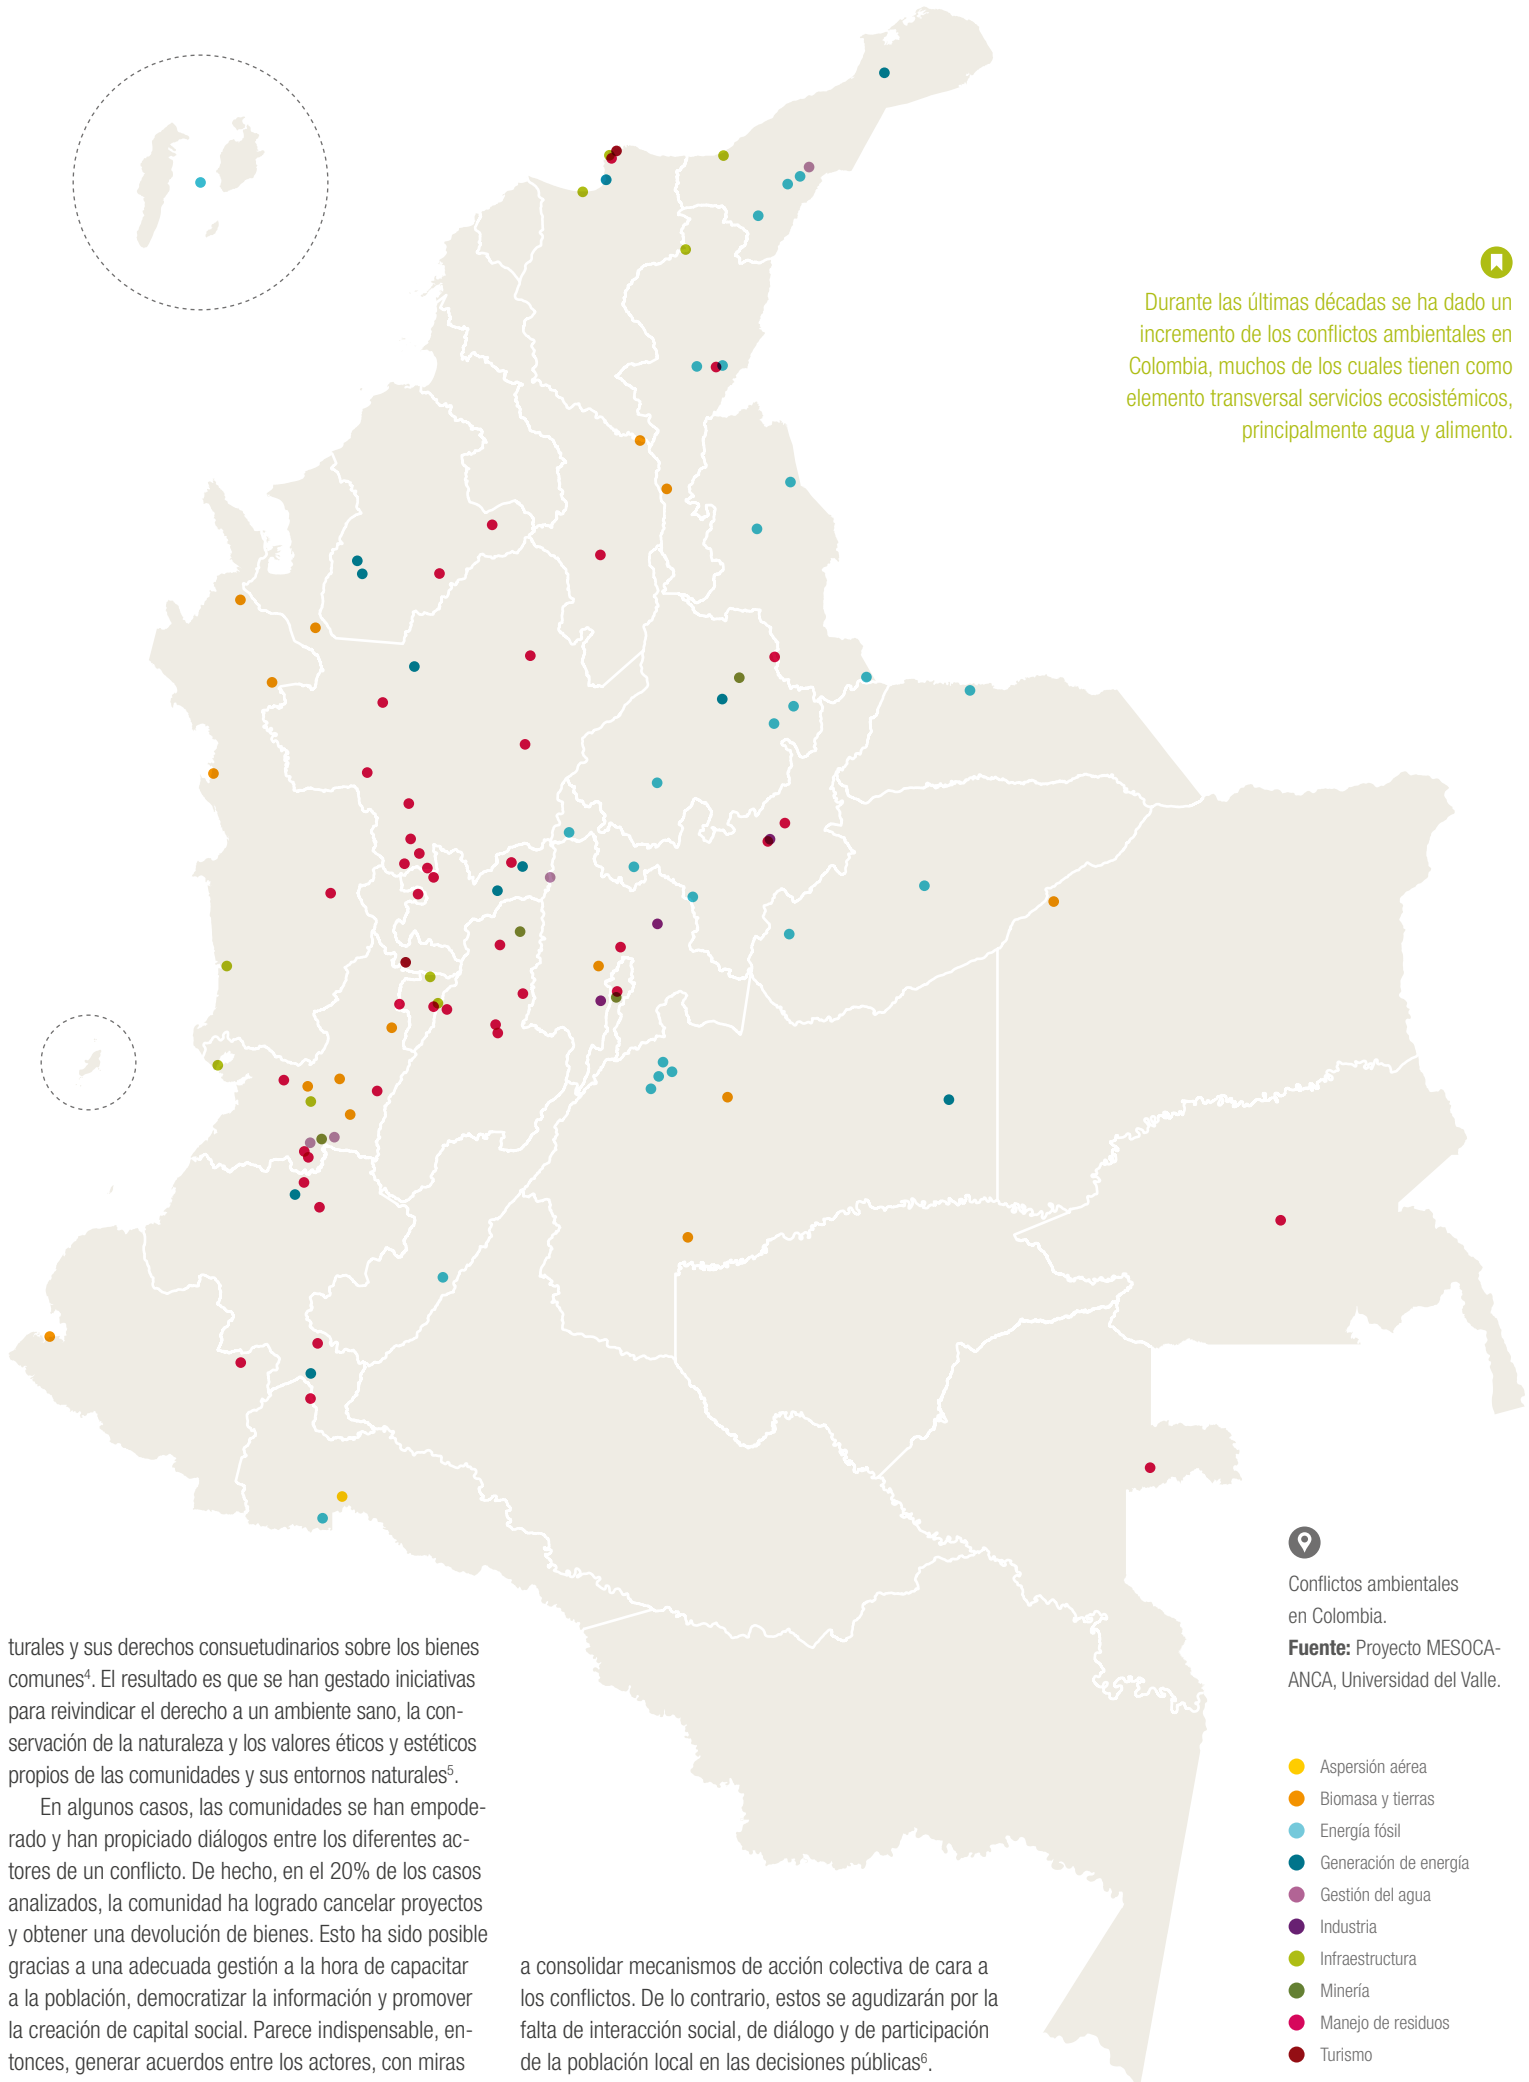 Durante las últimas décadas se ha dado un
incremento de los conflictos ambientales en
Colombia, muchos de los cuales tienen como
elemento transversal servicios ecosistémicos,
principalmente agua y alimento.
turales y sus derechos consuetudinarios sobre los bienes
comunes⁴. El resultado es que se han gestado iniciativas
para reivindicar el derecho a un ambiente sano, la con-
servación de la naturaleza y los valores éticos y estéticos
propios de las comunidades y sus entornos naturales⁵.
En algunos casos, las comunidades se han empode-
rado y han propiciado diálogos entre los diferentes ac-
tores de un conflicto. De hecho, en el 20% de los casos
analizados, la comunidad ha logrado cancelar proyectos
y obtener una devolución de bienes. Esto ha sido posible
gracias a una adecuada gestión a la hora de capacitar
a la población, democratizar la información y promover
la creación de capital social. Parece indispensable, en-
tonces, generar acuerdos entre los actores, con miras
a consolidar mecanismos de acción colectiva de cara a
los conflictos. De lo contrario, estos se agudizarán por la
falta de interacción social, de diálogo y de participación
de la población local en las decisiones públicas⁶.
Conflictos ambientales
en Colombia.
Fuente: Proyecto MESOCA-
ANCA, Universidad del Valle.
Aspersión aérea
Biomasa y tierras
Energía fósil
Generación de energía
Gestión del agua
Industria
Infraestructura
Minería
Manejo de residuos
Turismo